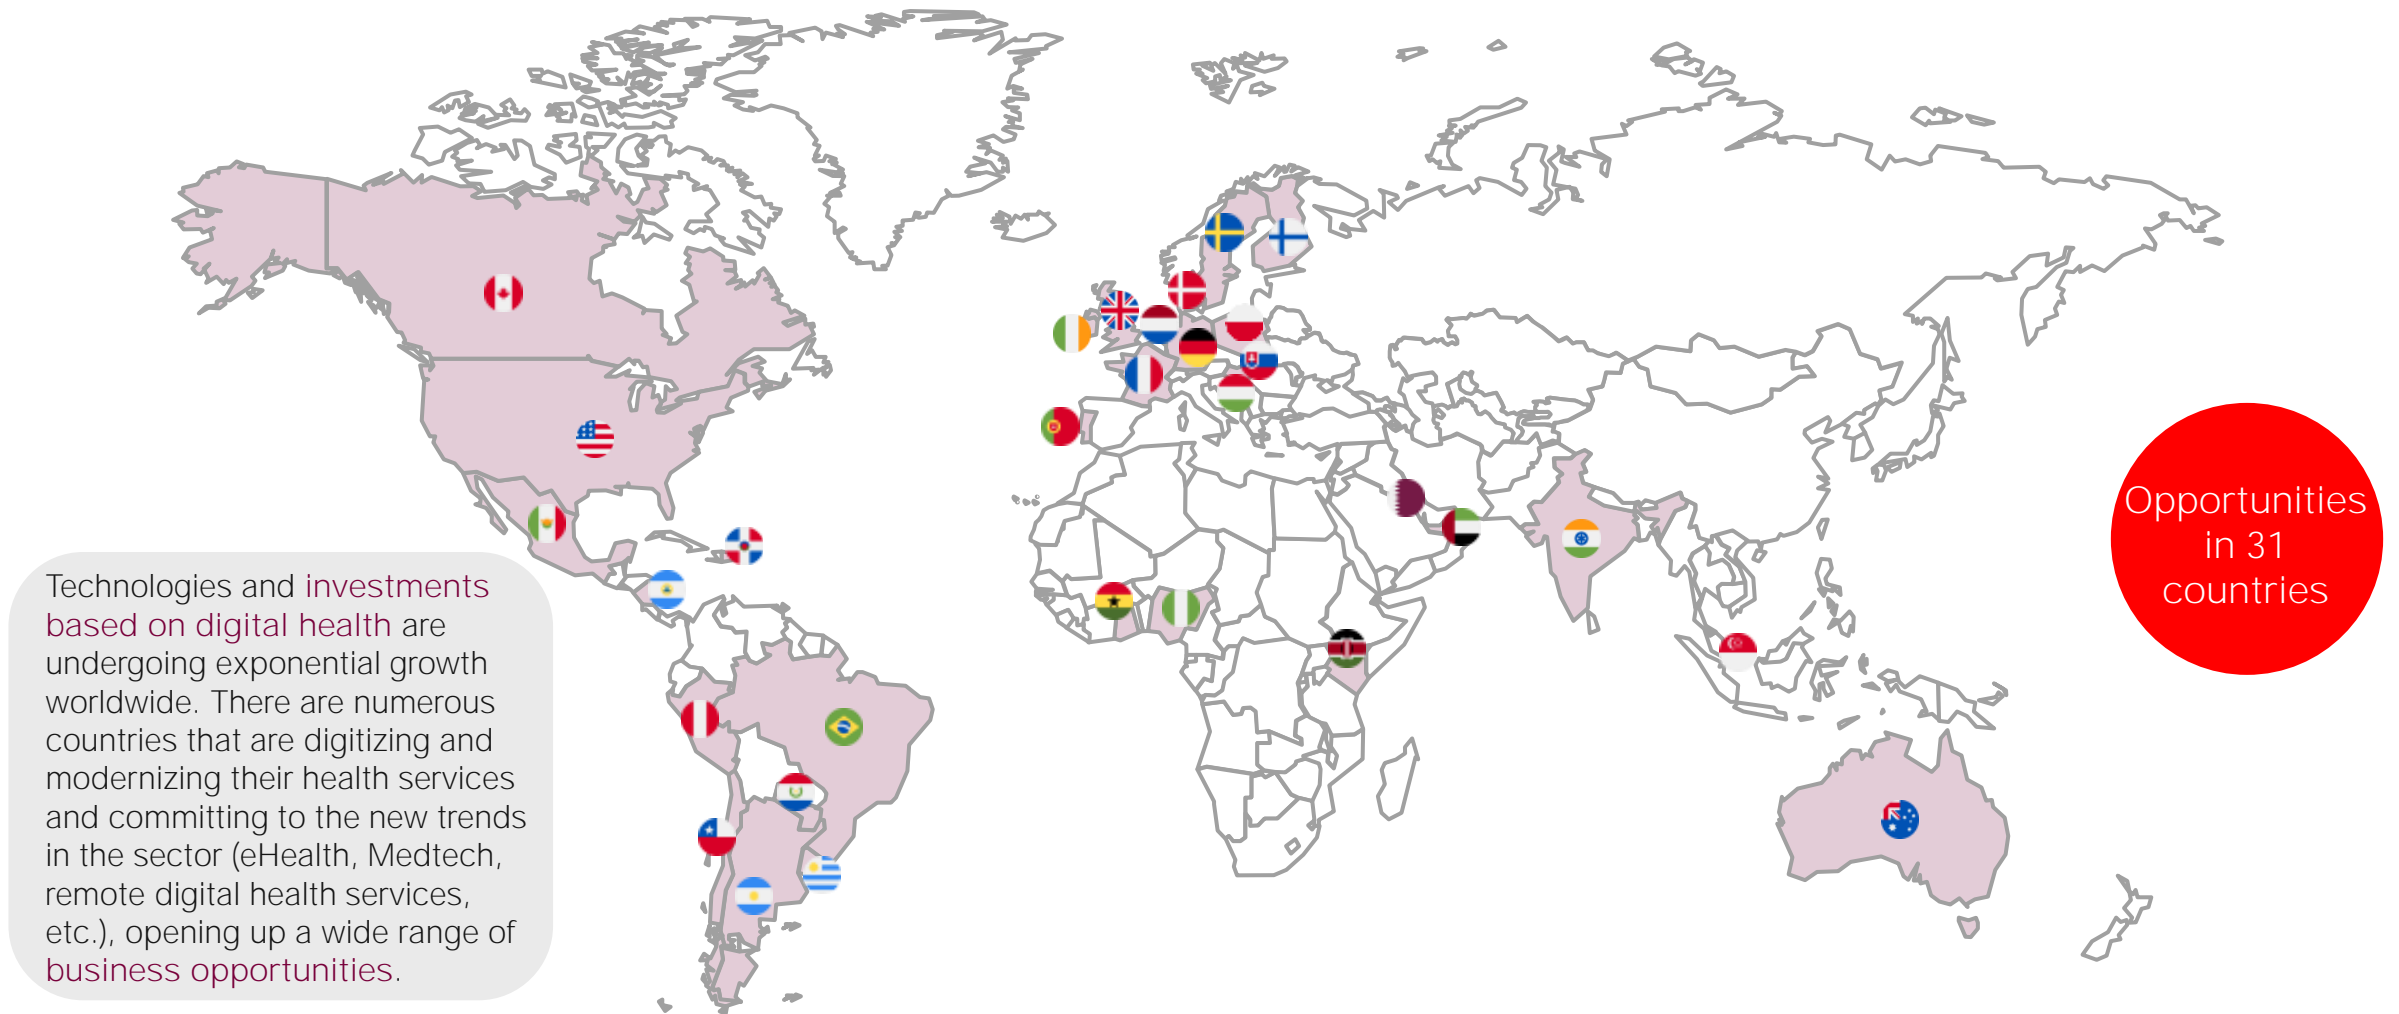 Technologies and investments
based on digital health are
undergoing exponential growth
worldwide. There are numerous
countries that are digitizing and
modernizing their health services
and committing to the new trends
in the sector (eHealth, Medtech,
remote digital health services,
etc.), opening up a wide range of
business opportunities.
Opportunities
in 31
countries